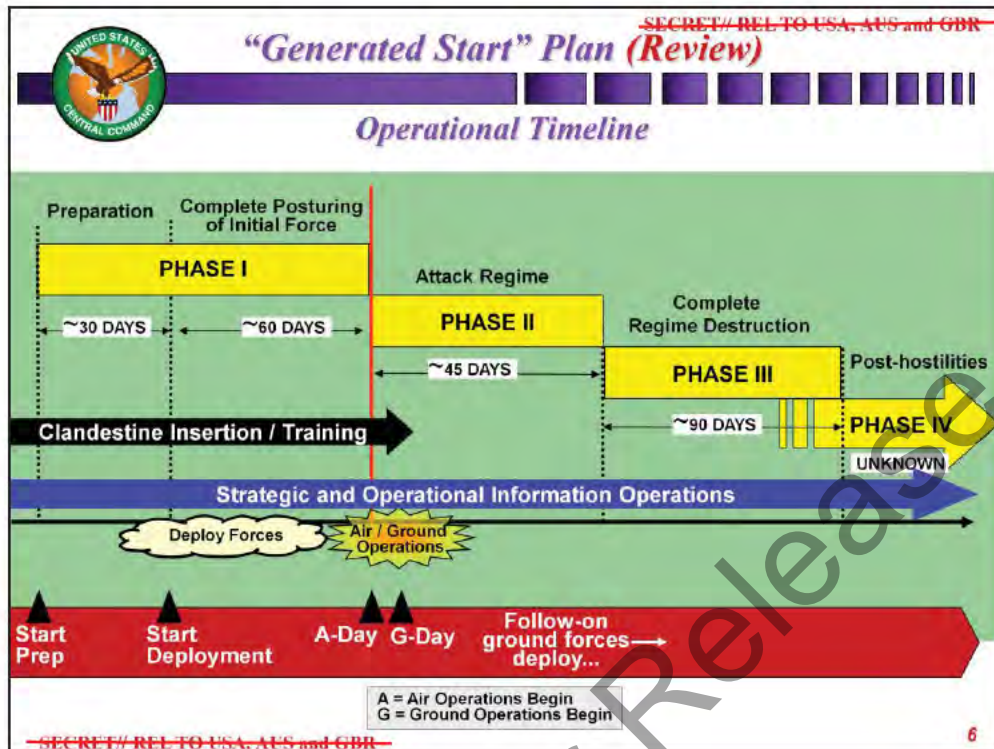 SECRET// REL TO USA, AUS and GBR
"Generated Start" Plan (Review)
UNITED STATES
CENTRAL COMMAND
Operational Timeline
Preparation
Complete Posturing
of Initial Force
PHASE I
Attack Regime
~30 DAYS
~60 DAYS
PHASE II
Complete
Regime Destruction
~45 DAYS
PHASE III
Post-hostilities
~90 DAYS
PHASE IV
UNKNOWN
Clandestine Insertion / Training
Strategic and Operational Information Operations
Deploy Forces
Air / Ground
Operations
Start
Prep
Start
Deployment
A-Day
G-Day
Follow-on
ground forces
deploy...
A = Air Operations Begin
G = Ground Operations Begin
SECRET// REL TO USA, AUS and GBR
6
Release